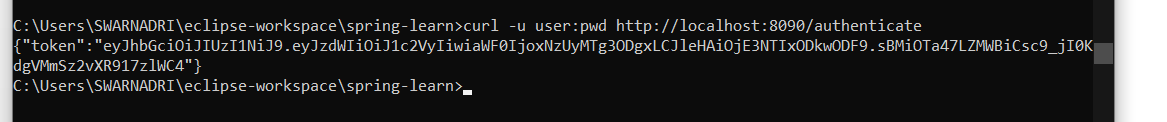 C:\Users\SWARNADRI\eclipse-workspace\spring-learn>curl -u user:pwd http://localhost:8090/authenticate
{"token":"eyJhbGciOiJIUzI1NiJ9.eyJzdWIiOiJ1c2VyIiwiaWF0IjoxNzUyMTg3ODgxLCJleHAiOjE3NTIxODkwODF9.sBMiOTa47LZMWBiCsc9_jI0K
dgVMmSz2vXR917zlWC4"}
C:\Users\SWARNADRI\eclipse-workspace\spring-learn>